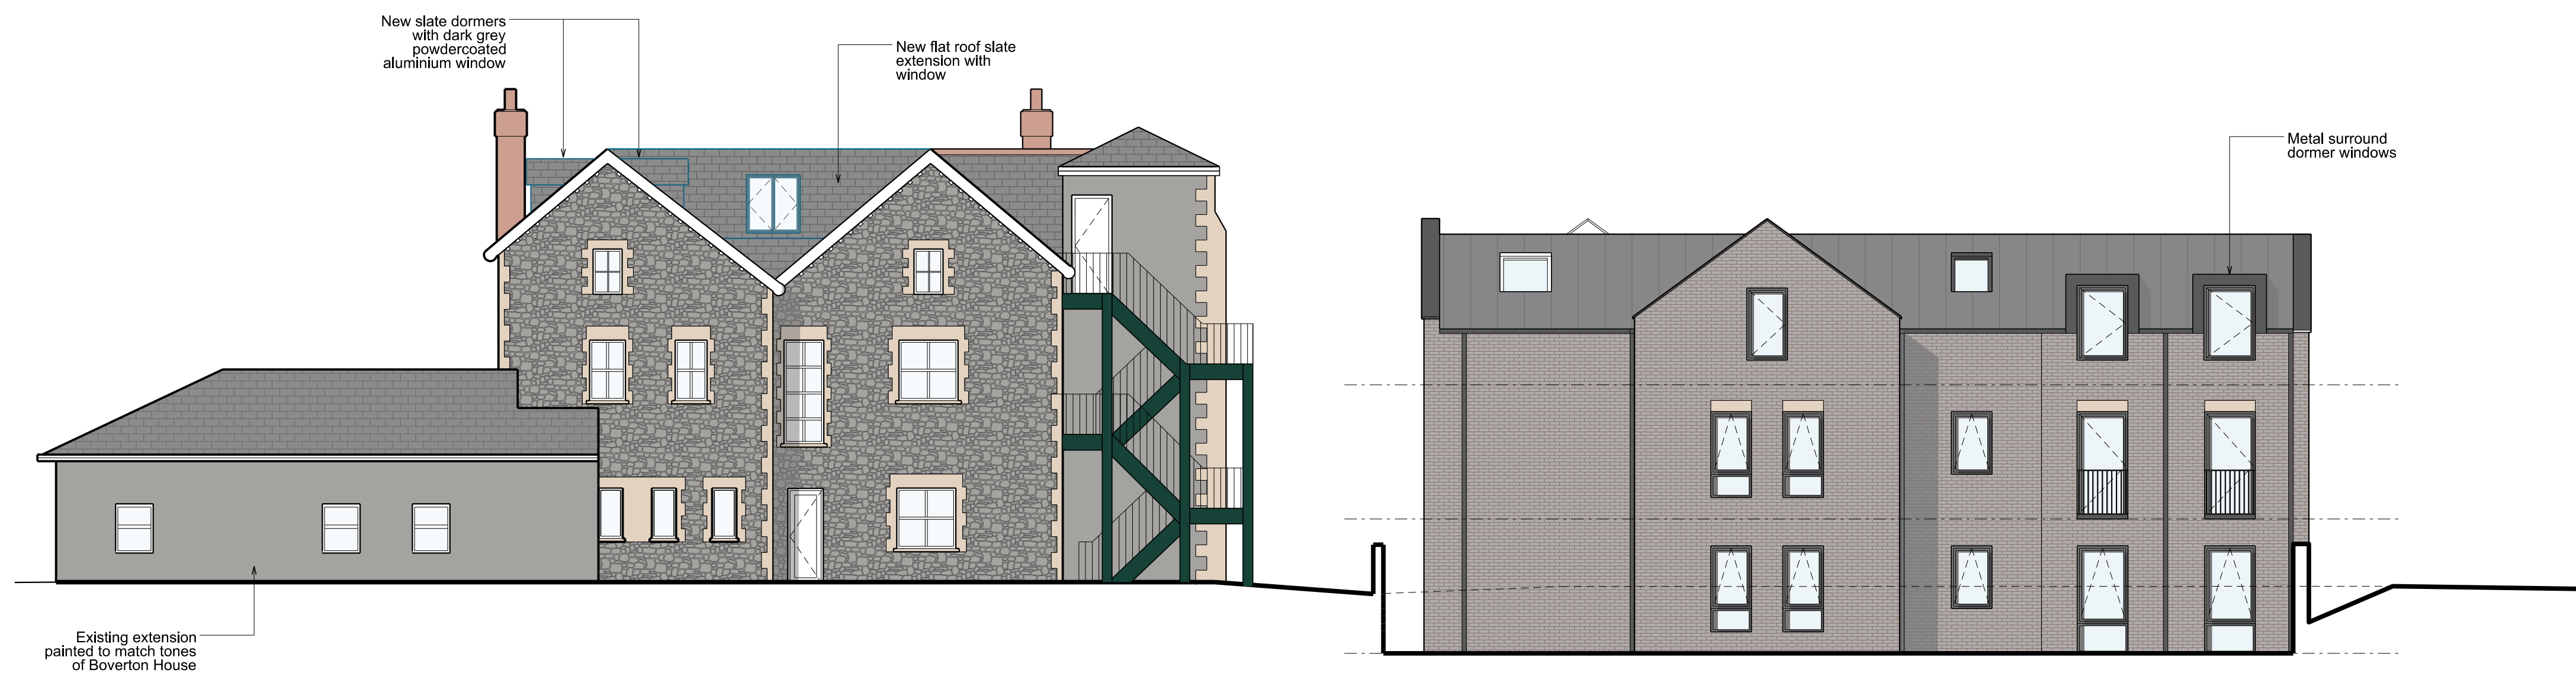 New slate dormers
with dark grey
powdercoated
aluminium window
New flat roof slate
extension with
window
Metal surround
dormer windows
Existing extension
painted to match tones
of Boverton House